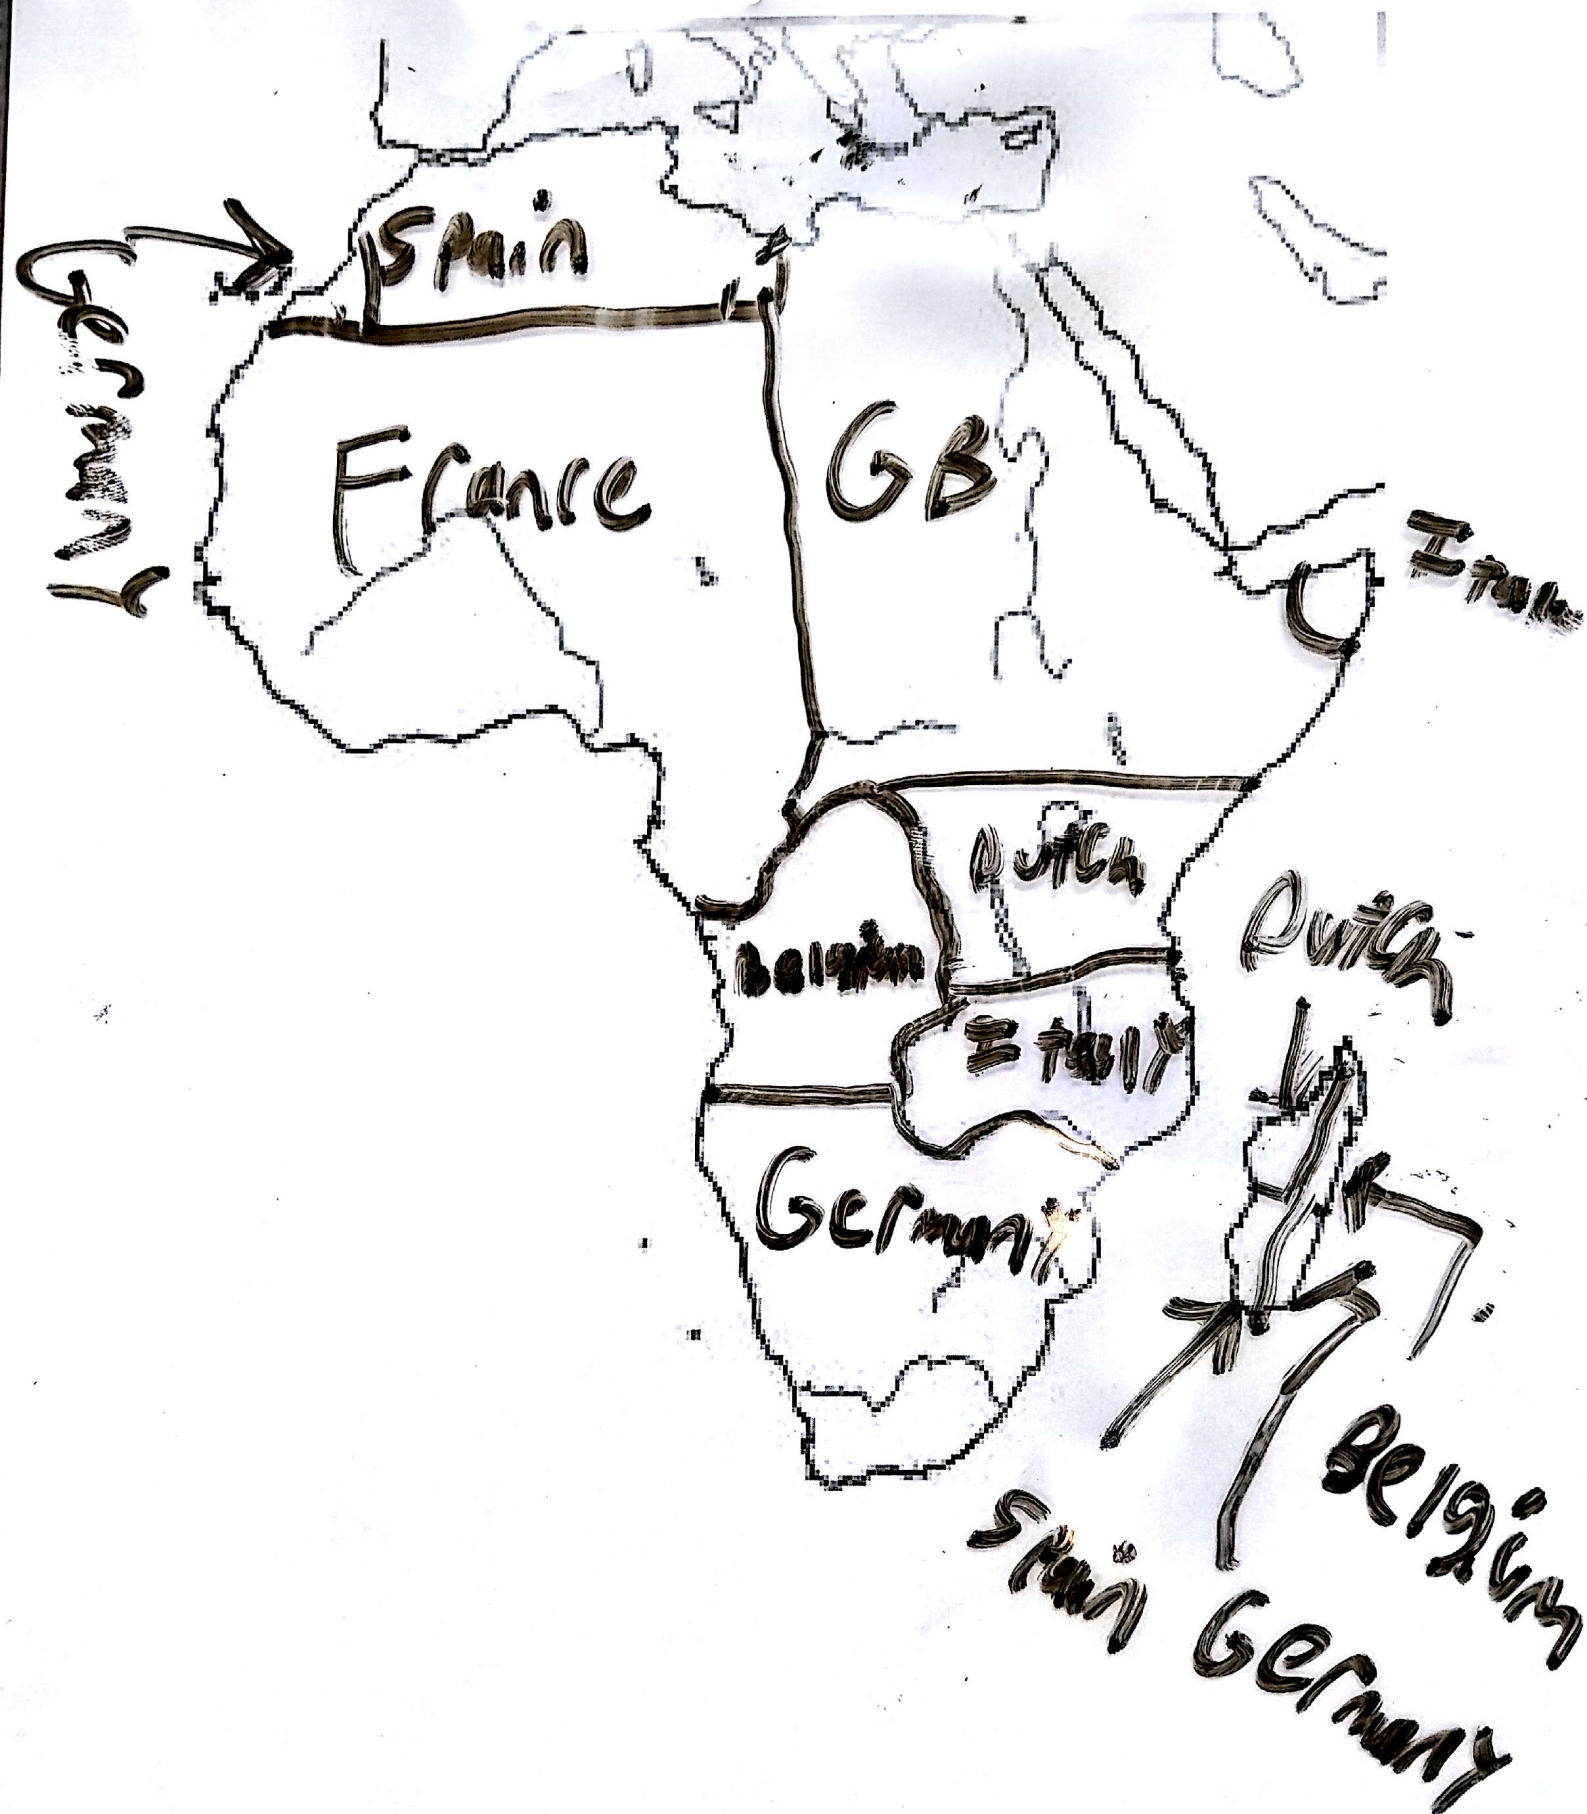 Spain
Germany
France
GB
Italy
Dutch
Dutch
Belgium
Italy
Germany
Belgium
Spain
Germany